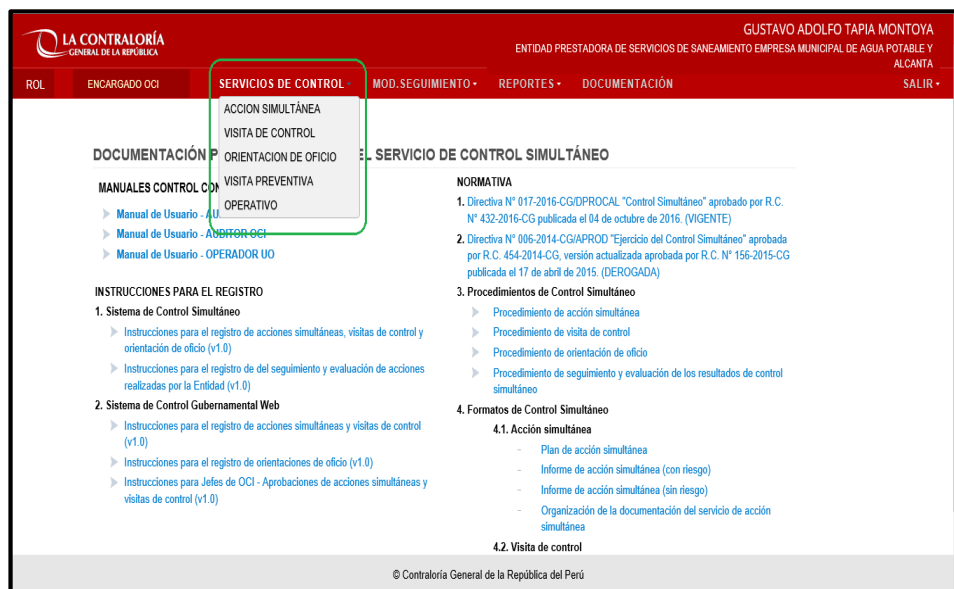 LA CONTRALORÍA
GENERAL DE LA REPÚBLICA
GUSTAVO ADOLFO TAPIA MONTOYA
ENTIDAD PRESTADORA DE SERVICIOS DE SANEAMIENTO EMPRESA MUNICIPAL DE AGUA POTABLE Y
ALCANTA
ROL ENCARGADO OCI SERVICIOS DE CONTROL MOD.SEGUIMIENTO REPORTES DOCUMENTACIÓN SALIR
ACCION SIMULTÁNEA
VISITA DE CONTROL
ORIENTACION DE OFICIO
VISITA PREVENTIVA
OPERATIVO
DOCUMENTACIÓN P L SERVICIO DE CONTROL SIMULTÁNEO
MANUALES CONTROL CON
Manual de Usuario - AU
Manual de Usuario - AUDITOR OCI
Manual de Usuario - OPERADOR UO
INSTRUCCIONES PARA EL REGISTRO
1. Sistema de Control Simultáneo
Instrucciones para el registro de acciones simultáneas, visitas de control y
orientación de oficio (v1.0)
Instrucciones para el registro de del seguimiento y evaluación de acciones
realizadas por la Entidad (v1.0)
2. Sistema de Control Gubernamental Web
Instrucciones para el registro de acciones simultáneas y visitas de control
(v1.0)
Instrucciones para el registro de orientaciones de oficio (v1.0)
Instrucciones para Jefes de OCI - Aprobaciones de acciones simultáneas y
visitas de control (v1.0)
NORMATIVA
1. Directiva N° 017-2016-CG/DPROCAL "Control Simultáneo" aprobado por R.C.
N° 432-2016-CG publicada el 04 de octubre de 2016. (VIGENTE)
2. Directiva N° 006-2014-CG/APROD "Ejercicio del Control Simultáneo" aprobada
por R.C. 454-2014-CG, versión actualizada aprobada por R.C. N° 156-2015-CG
publicada el 17 de abril de 2015. (DEROGADA)
3. Procedimientos de Control Simultáneo
Procedimiento de acción simultánea
Procedimiento de visita de control
Procedimiento de orientación de oficio
Procedimiento de seguimiento y evaluación de los resultados de control
simultáneo
4. Formatos de Control Simultáneo
4.1. Acción simultánea
- Plan de acción simultánea
- Informe de acción simultánea (con riesgo)
- Informe de acción simultánea (sin riesgo)
- Organización de la documentación del servicio de acción
simultánea
4.2. Visita de control
© Contraloría General de la República del Perú